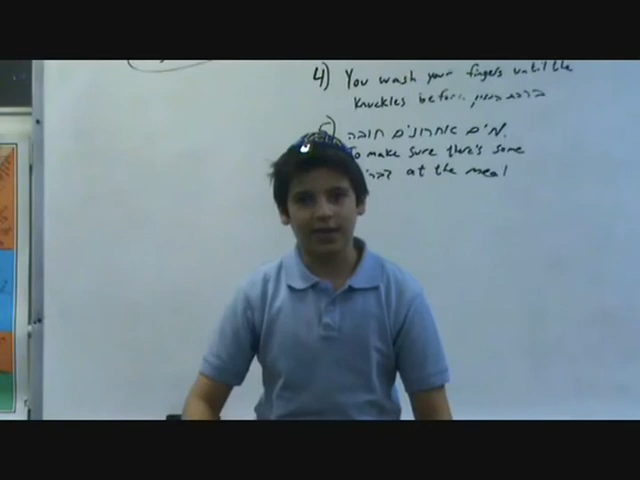 4) You wash your fingers until the
knuckles before ברכת המזון
5) מים אחרונים חובה.
To make sure there's some
at the meal